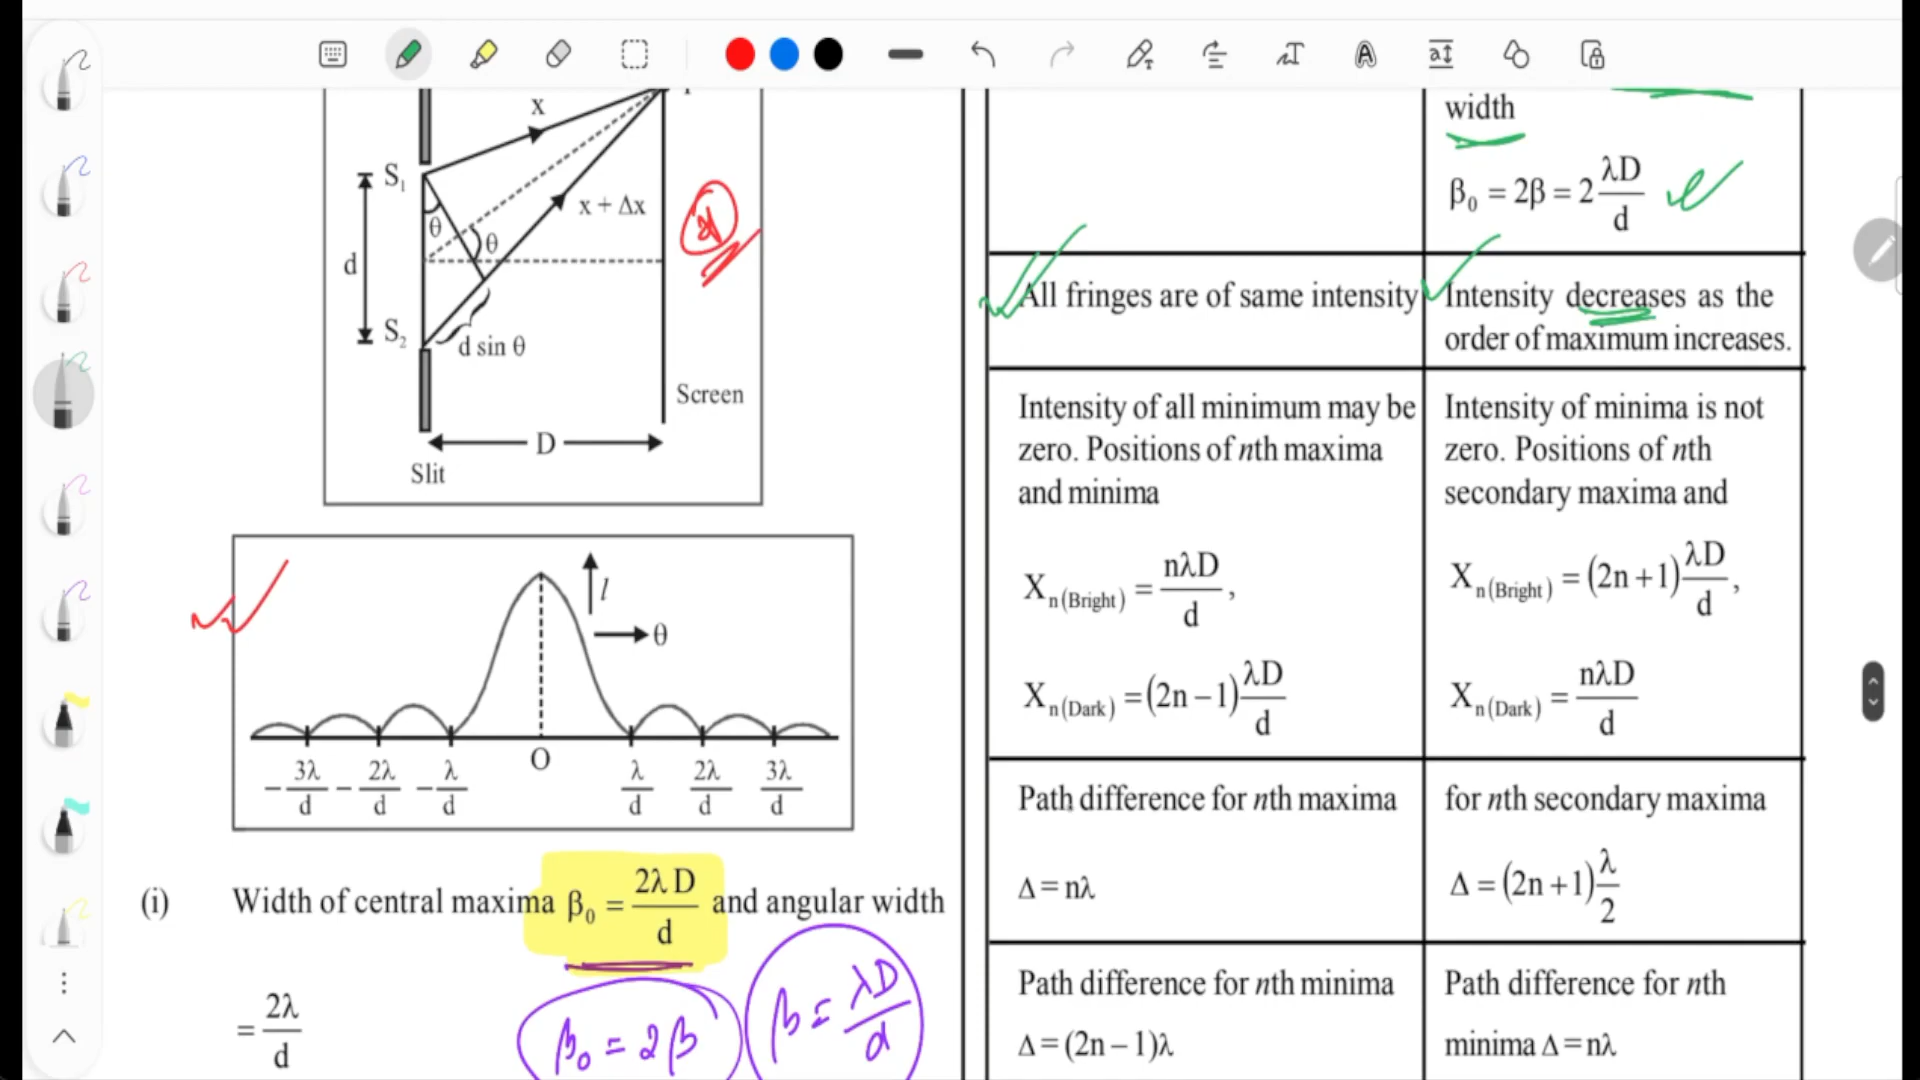 x
S₁
x + Δx
θ
θ
d
S₂
d sin θ
Screen
D
Slit
I
θ
O
-3λ/d -2λ/d -λ/d λ/d 2λ/d 3λ/d
(i) Width of central maxima β₀ = 2λD/d and angular width
= 2λ/d
β₀ = 2β
β = λD/d
width
β₀ = 2β = 2 λD/d
All fringes are of same intensity
Intensity decreases as the
order of maximum increases.
Intensity of all minimum may be
zero. Positions of nth maxima
and minima
X n(Bright) = nλD/d,
X n(Dark) = (2n − 1) λD/d
Intensity of minima is not
zero. Positions of nth
secondary maxima and
X n(Bright) = (2n + 1) λD/d,
X n(Dark) = nλD/d
Path difference for nth maxima
Δ = nλ
for nth secondary maxima
Δ = (2n + 1) λ/2
Path difference for nth minima
Δ = (2n − 1)λ
Path difference for nth
minima Δ = nλ